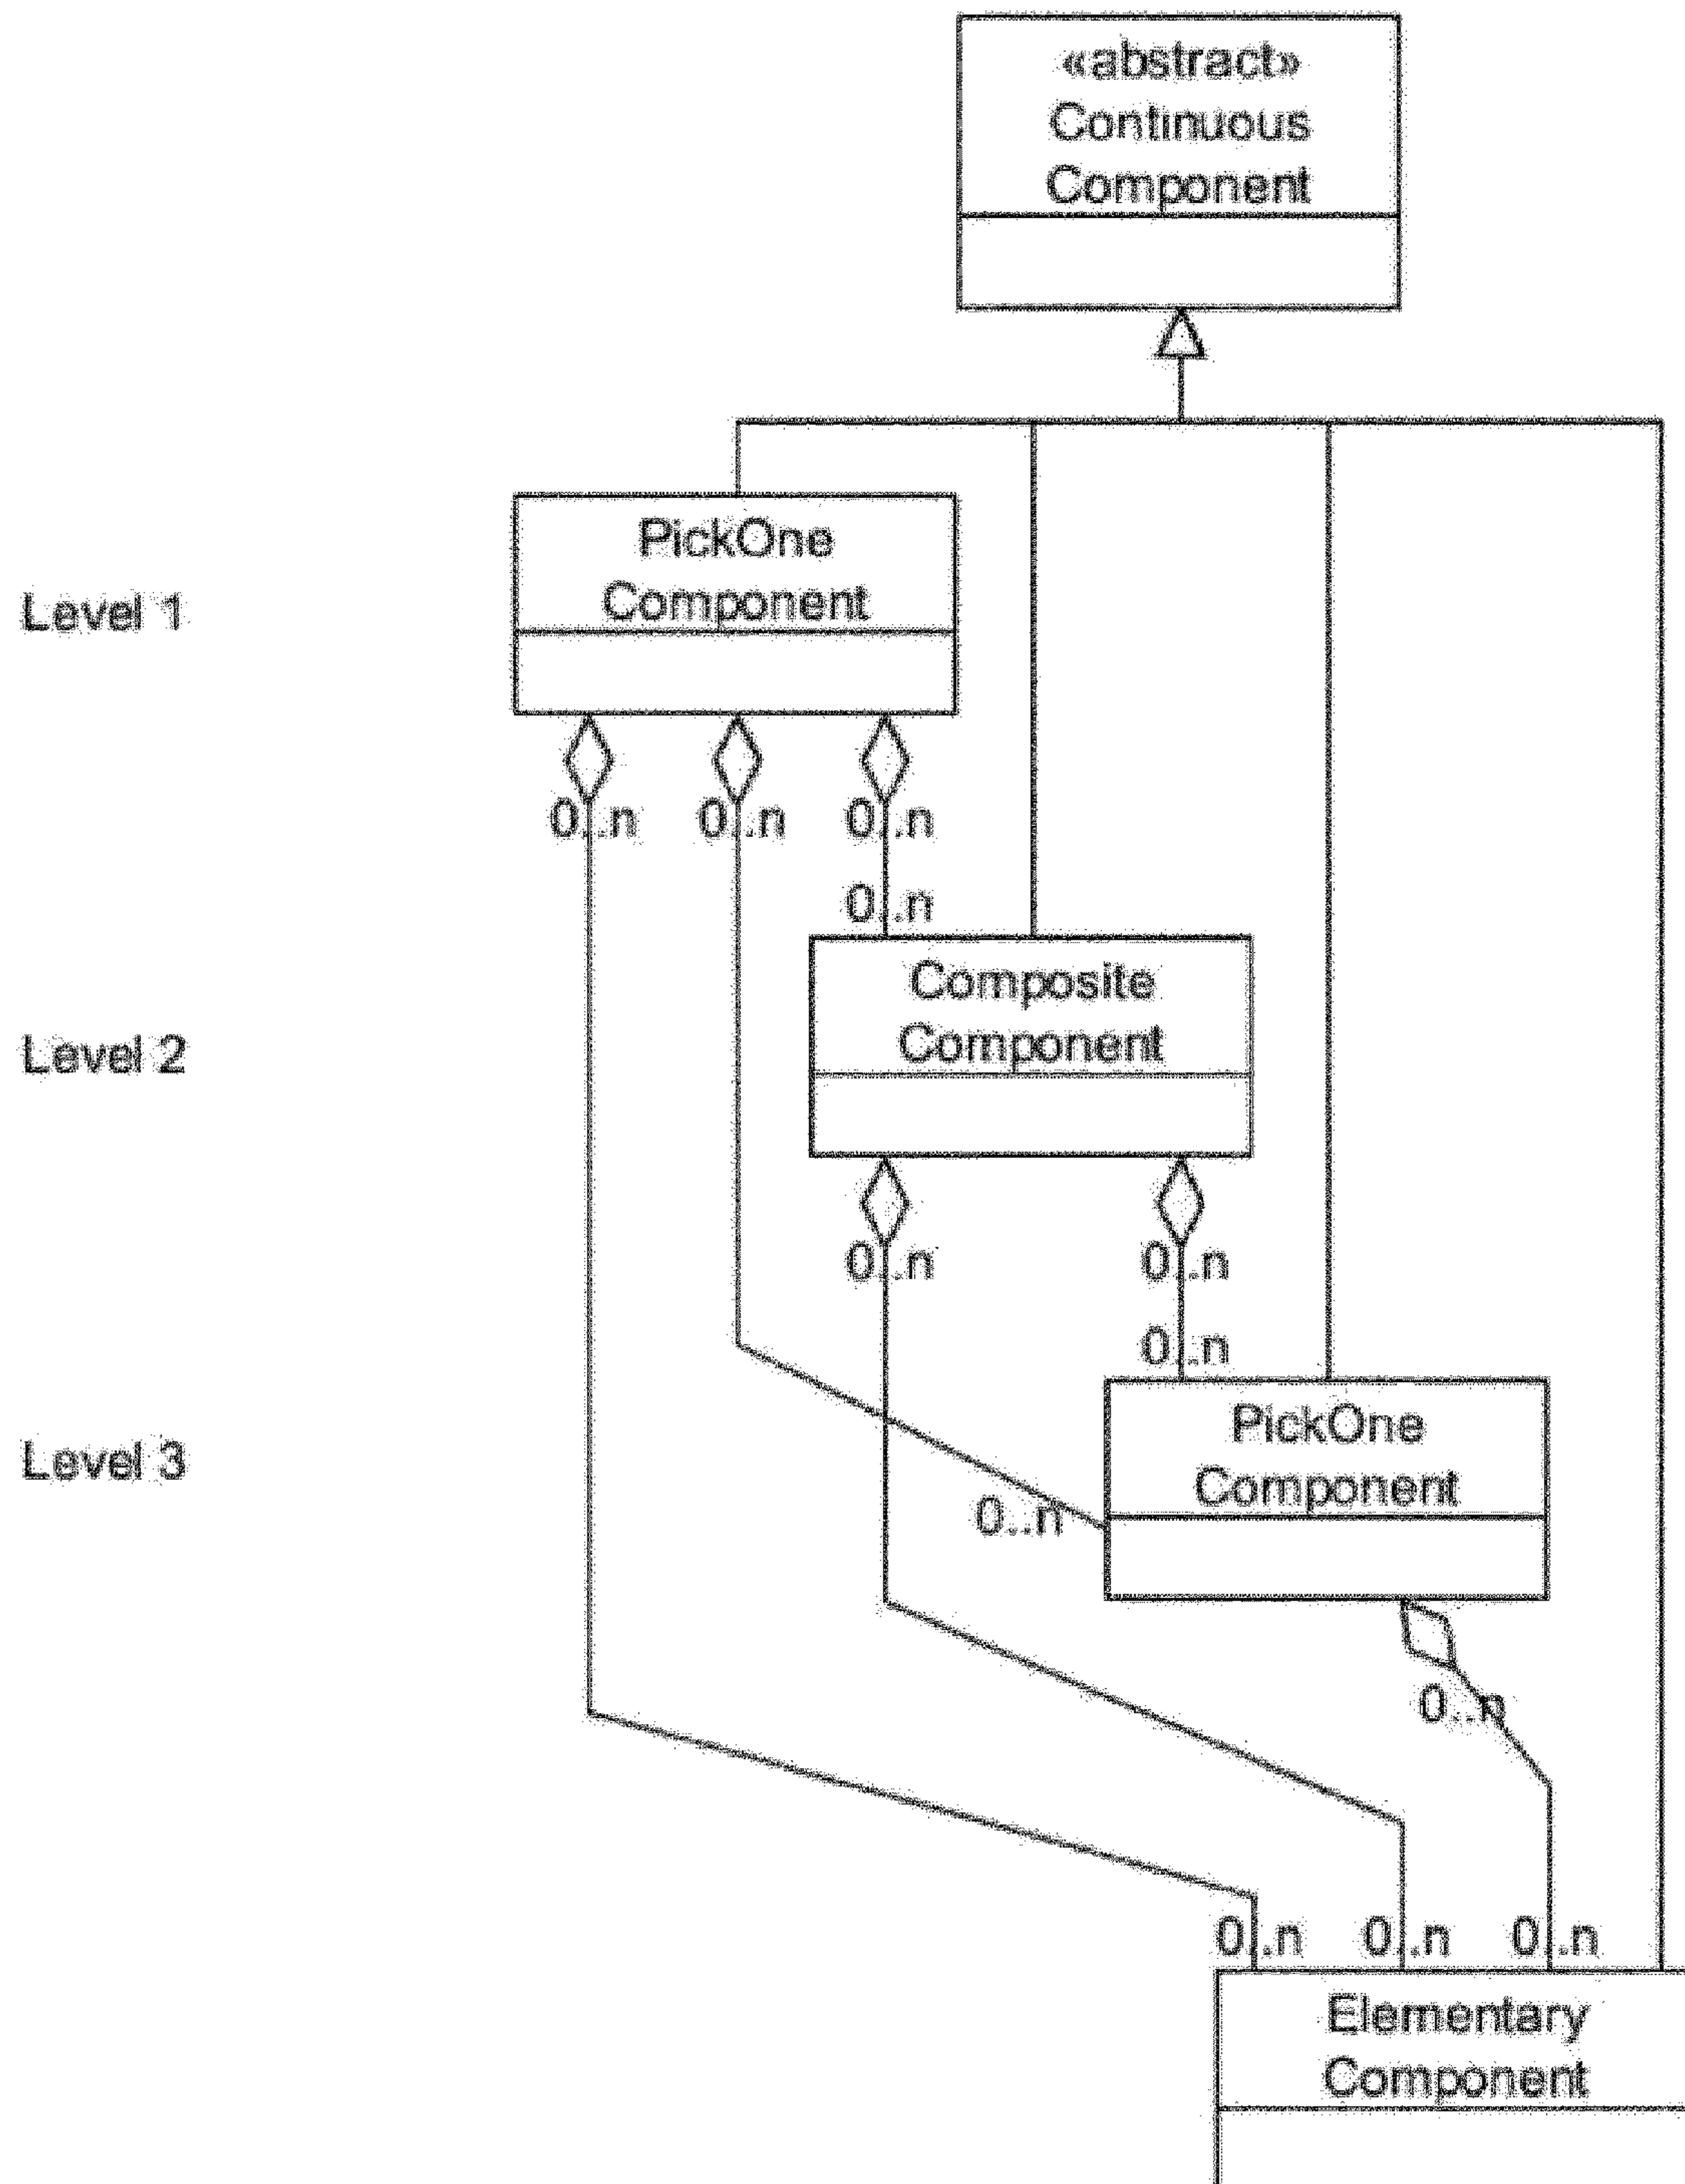 «abstract»
Continuous
Component
PickOne
Component
Level 1
0..n 0..n 0..n
0..n
Composite
Component
Level 2
0..n 0..n
0..n
PickOne
Component
Level 3
0..n
0..n
0..n 0..n 0..n
Elementary
Component